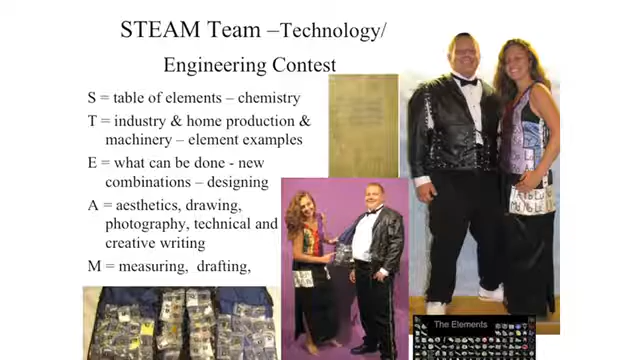 STEAM Team –Technology/
Engineering Contest
S = table of elements – chemistry
T = industry & home production &
machinery – element examples
E = what can be done - new
combinations – designing
A = aesthetics, drawing,
photography, technical and
creative writing
M = measuring, drafting,
The Elements